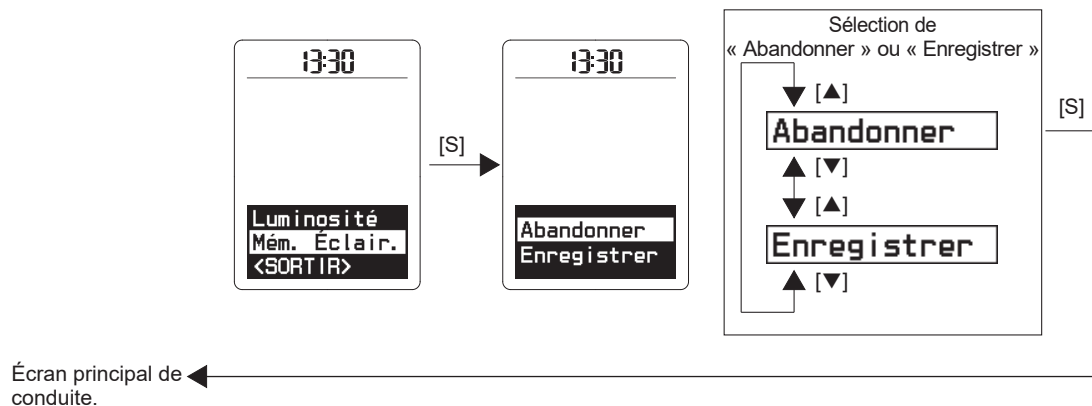 Sélection de
« Abandonner » ou « Enregistrer »
13:30
Luminosité
Mém. Éclair.
<SORTIR>
[S]
13:30
Abandonner
Enregistrer
[▲]
Abandonner
[▼]
[▲]
Enregistrer
[▼]
[S]
Écran principal de
conduite.